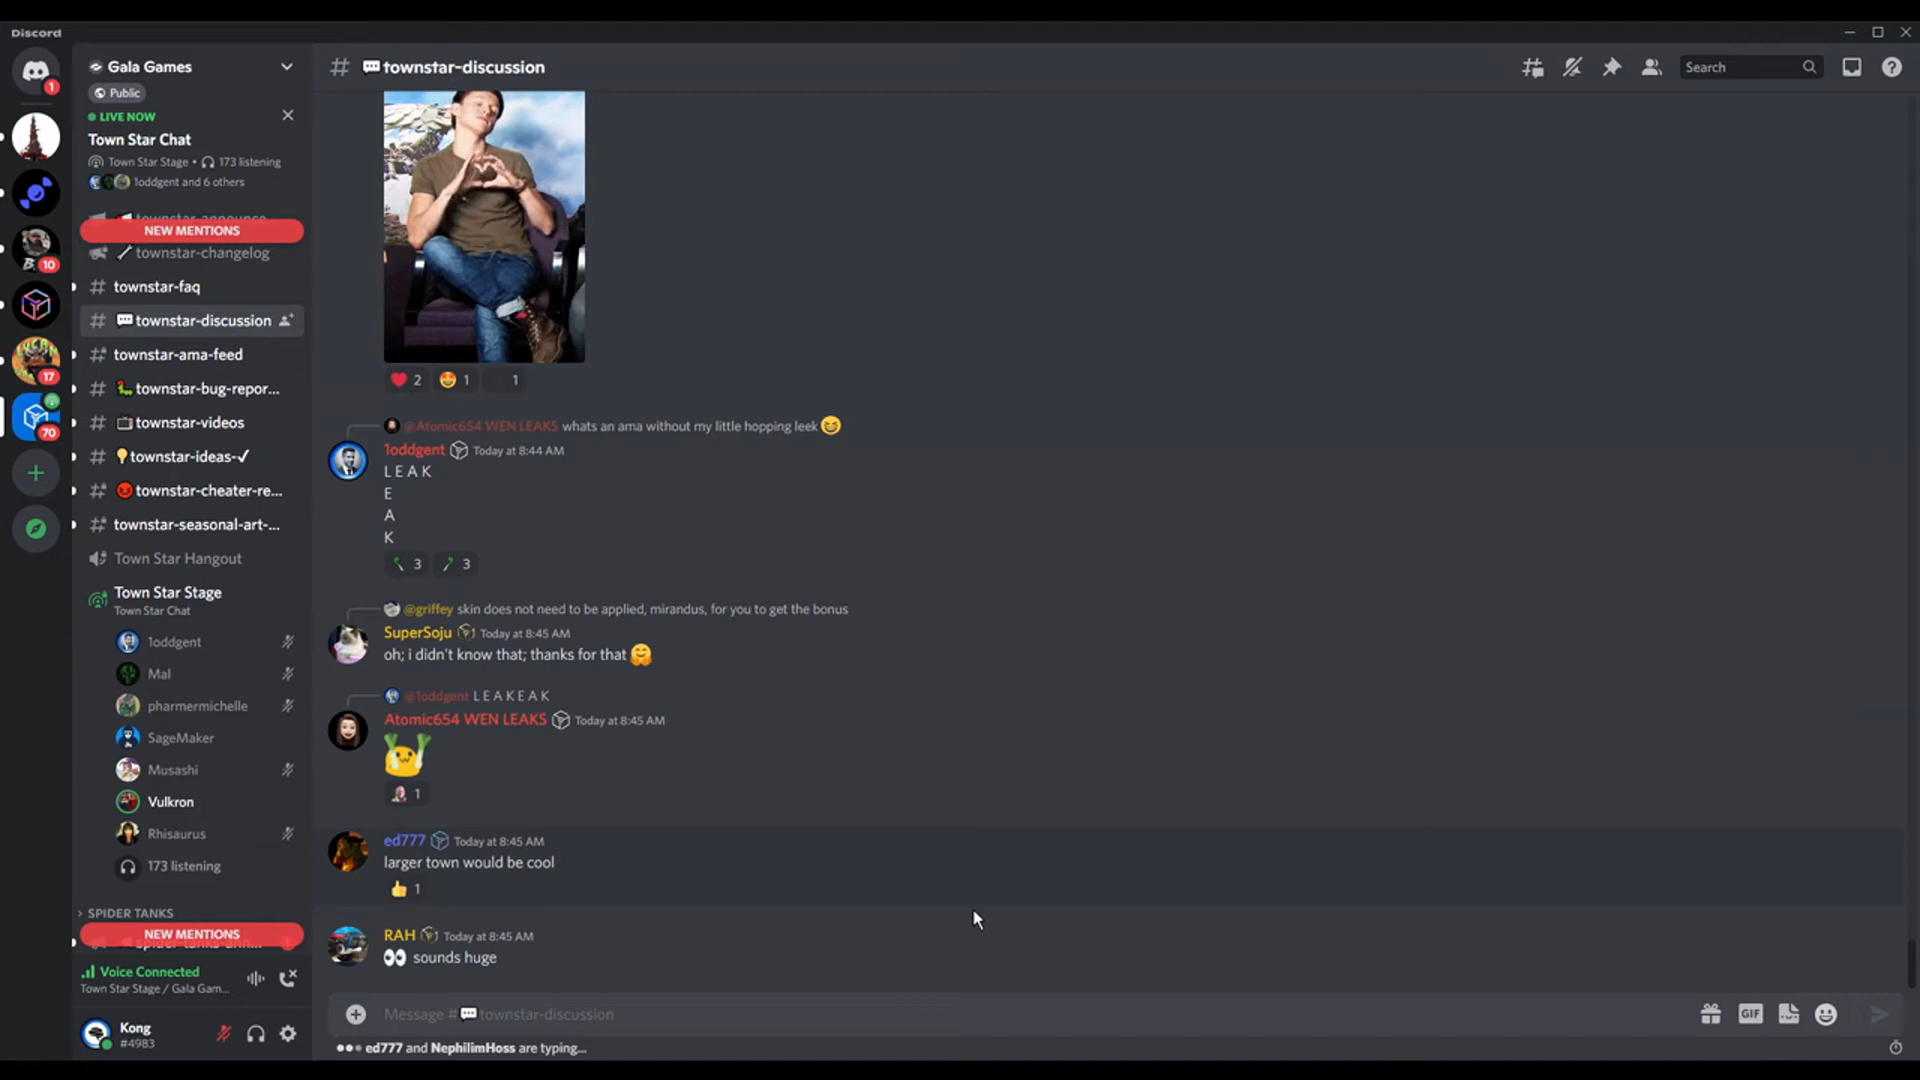 Discord
1
Gala Games
Public
LIVE NOW
Town Star Chat
Town Star Stage • 173 listening
1oddgent and 6 others
NEW MENTIONS
townstar-changelog
townstar-faq
townstar-discussion
townstar-ama-feed
townstar-bug-repor...
townstar-videos
townstar-ideas-✓
townstar-cheater-re...
townstar-seasonal-art-...
Town Star Hangout
Town Star Stage
Town Star Chat
1oddgent
Mal
pharmermichelle
SageMaker
Musashi
Vulkron
Rhisaurus
173 listening
SPIDER TANKS
NEW MENTIONS
Voice Connected
Town Star Stage / Gala Gam...
Kong
#4983
B.
10
17
70
# townstar-discussion
Search
2 1 1
@Atomic654 WEN LEAKS whats an ama without my little hopping leek
1oddgent Today at 8:44 AM
L E A K
E
A
K
3 3
@griffey skin does not need to be applied, mirandus, for you to get the bonus
SuperSoju Today at 8:45 AM
oh; i didn't know that; thanks for that
@1oddgent L E A K E A K
Atomic654 WEN LEAKS Today at 8:45 AM
1
ed777 Today at 8:45 AM
larger town would be cool
1
RAH Today at 8:45 AM
sounds huge
Message # townstar-discussion
GIF
ed777 and NephilimHoss are typing...